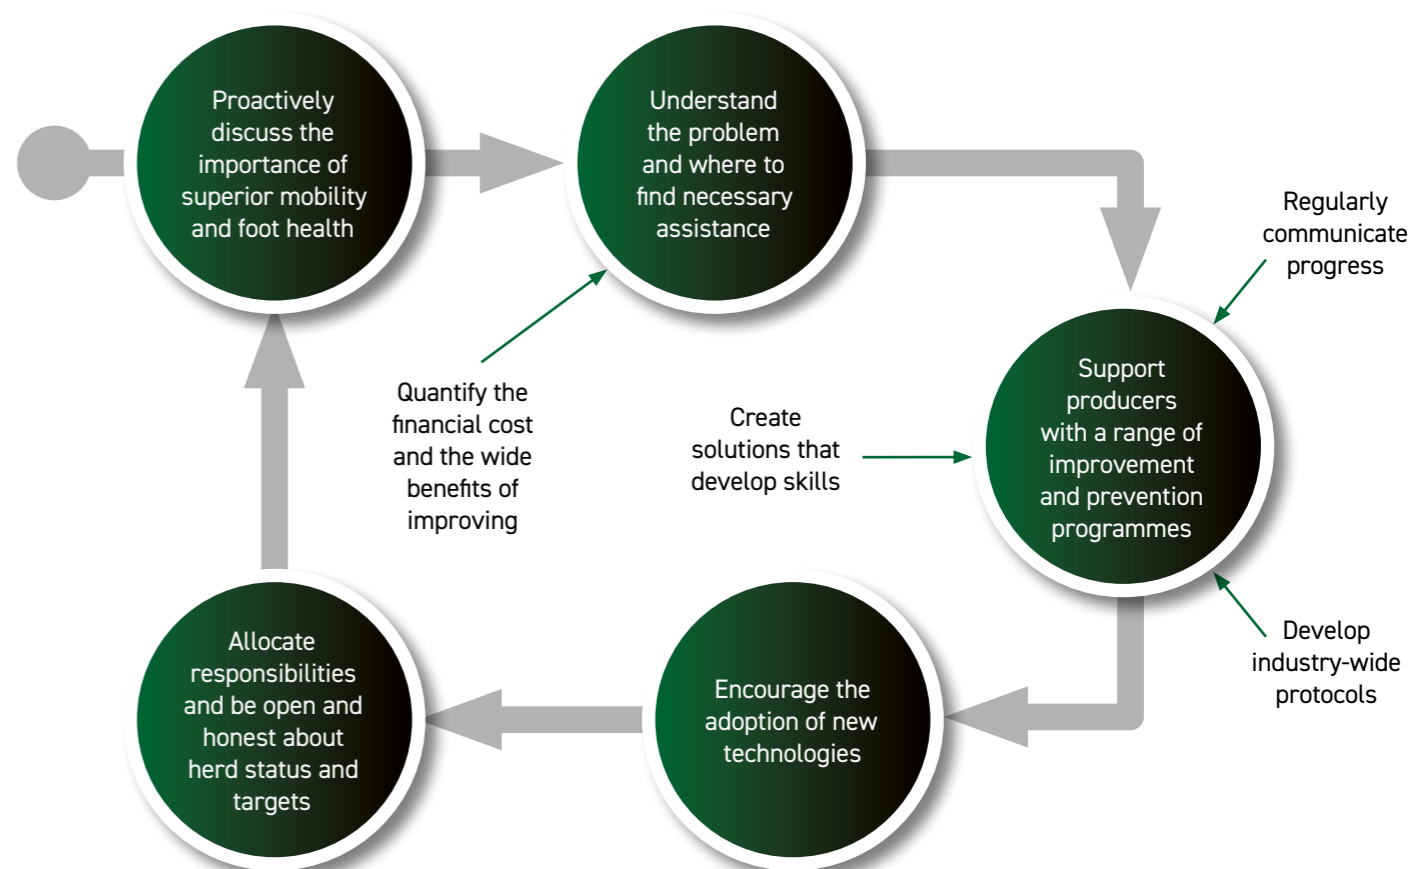 Proactively
discuss the
importance of
superior mobility
and foot health
Understand
the problem
and where to
find necessary
assistance
Regularly
communicate
progress
Quantify the
financial cost
and the wide
benefits of
improving
Create
solutions that
develop skills
Support
producers
with a range of
improvement
and prevention
programmes
Develop
industry-wide
protocols
Encourage the
adoption of new
technologies
Allocate
responsibilities
and be open and
honest about
herd status and
targets